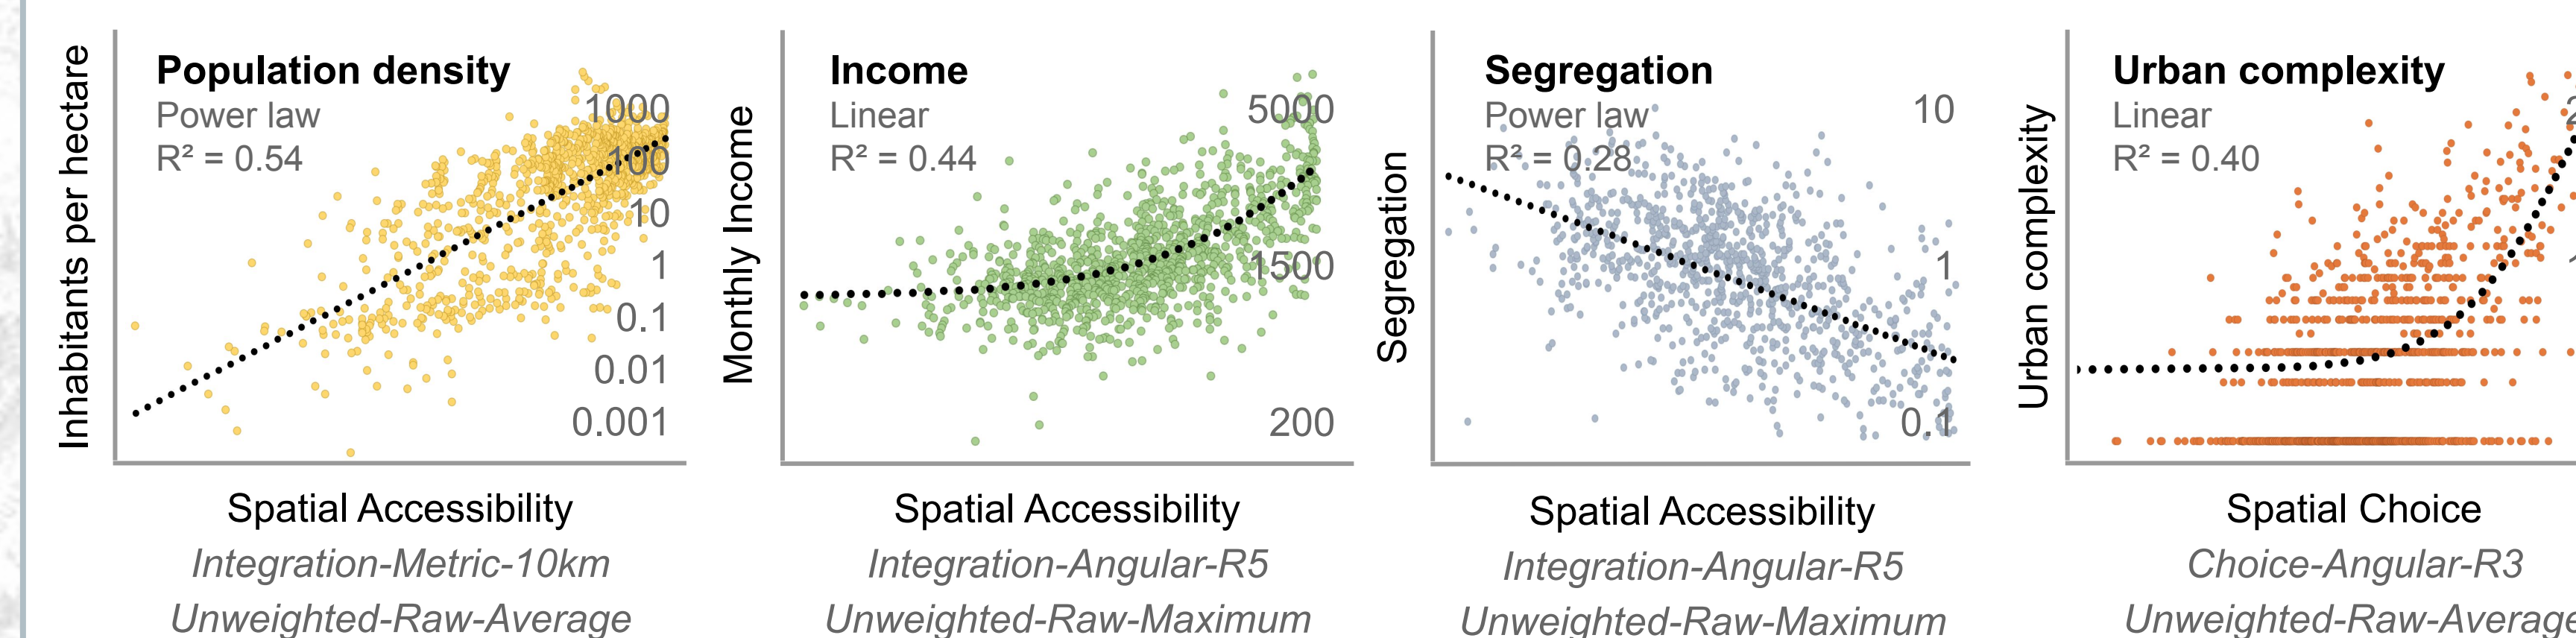 Inhabitants per hectare
Population density
Power law
R² = 0.54
1000
100
10
1
0.1
0.01
0.001
Spatial Accessibility
Integration-Metric-10km
Unweighted-Raw-Average
Monthly Income
Income
Linear
R² = 0.44
5000
1500
200
Spatial Accessibility
Integration-Angular-R5
Unweighted-Raw-Maximum
Segregation
Segregation
Power law
R² = 0.28
10
1
0.1
Spatial Accessibility
Integration-Angular-R5
Unweighted-Raw-Maximum
Urban complexity
Urban complexity
Linear
R² = 0.40
Spatial Choice
Choice-Angular-R3
Unweighted-Raw-Average